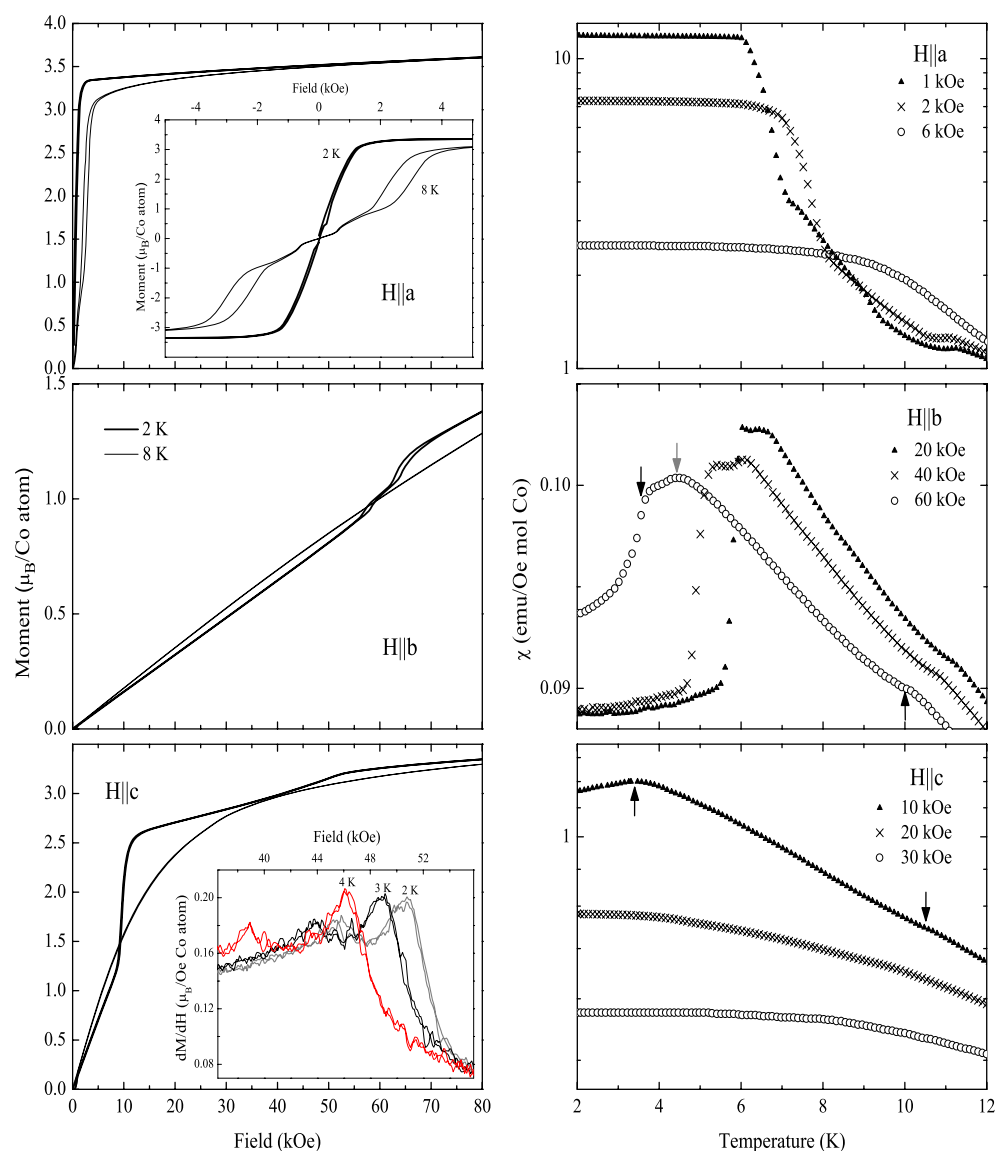 4.0
3.5
3.0
2.5
2.0
1.5
1.0
0.5
0.0
Field (kOe)
-4 -2 0 2 4
4
3
2
1
0
-1
-2
-3
Moment (μB/Co atom)
2 K
8 K
H||a
1.5
1.0
0.5
0.0
2 K
8 K
H||b
Moment (μB/Co atom)
3.0
2.5
2.0
1.5
1.0
0.5
0.0
H||c
Field (kOe)
40 44 48 52
0.20
0.16
0.12
0.08
dM/dH (μB/Oe Co atom)
4 K
3 K
2 K
0 10 20 30 40 50 60 70 80
Field (kOe)
10
1
H||a
1 kOe
2 kOe
6 kOe
0.10
0.09
H||b
20 kOe
40 kOe
60 kOe
χ (emu/Oe mol Co)
1
H||c
10 kOe
20 kOe
30 kOe
2 4 6 8 10 12
Temperature (K)